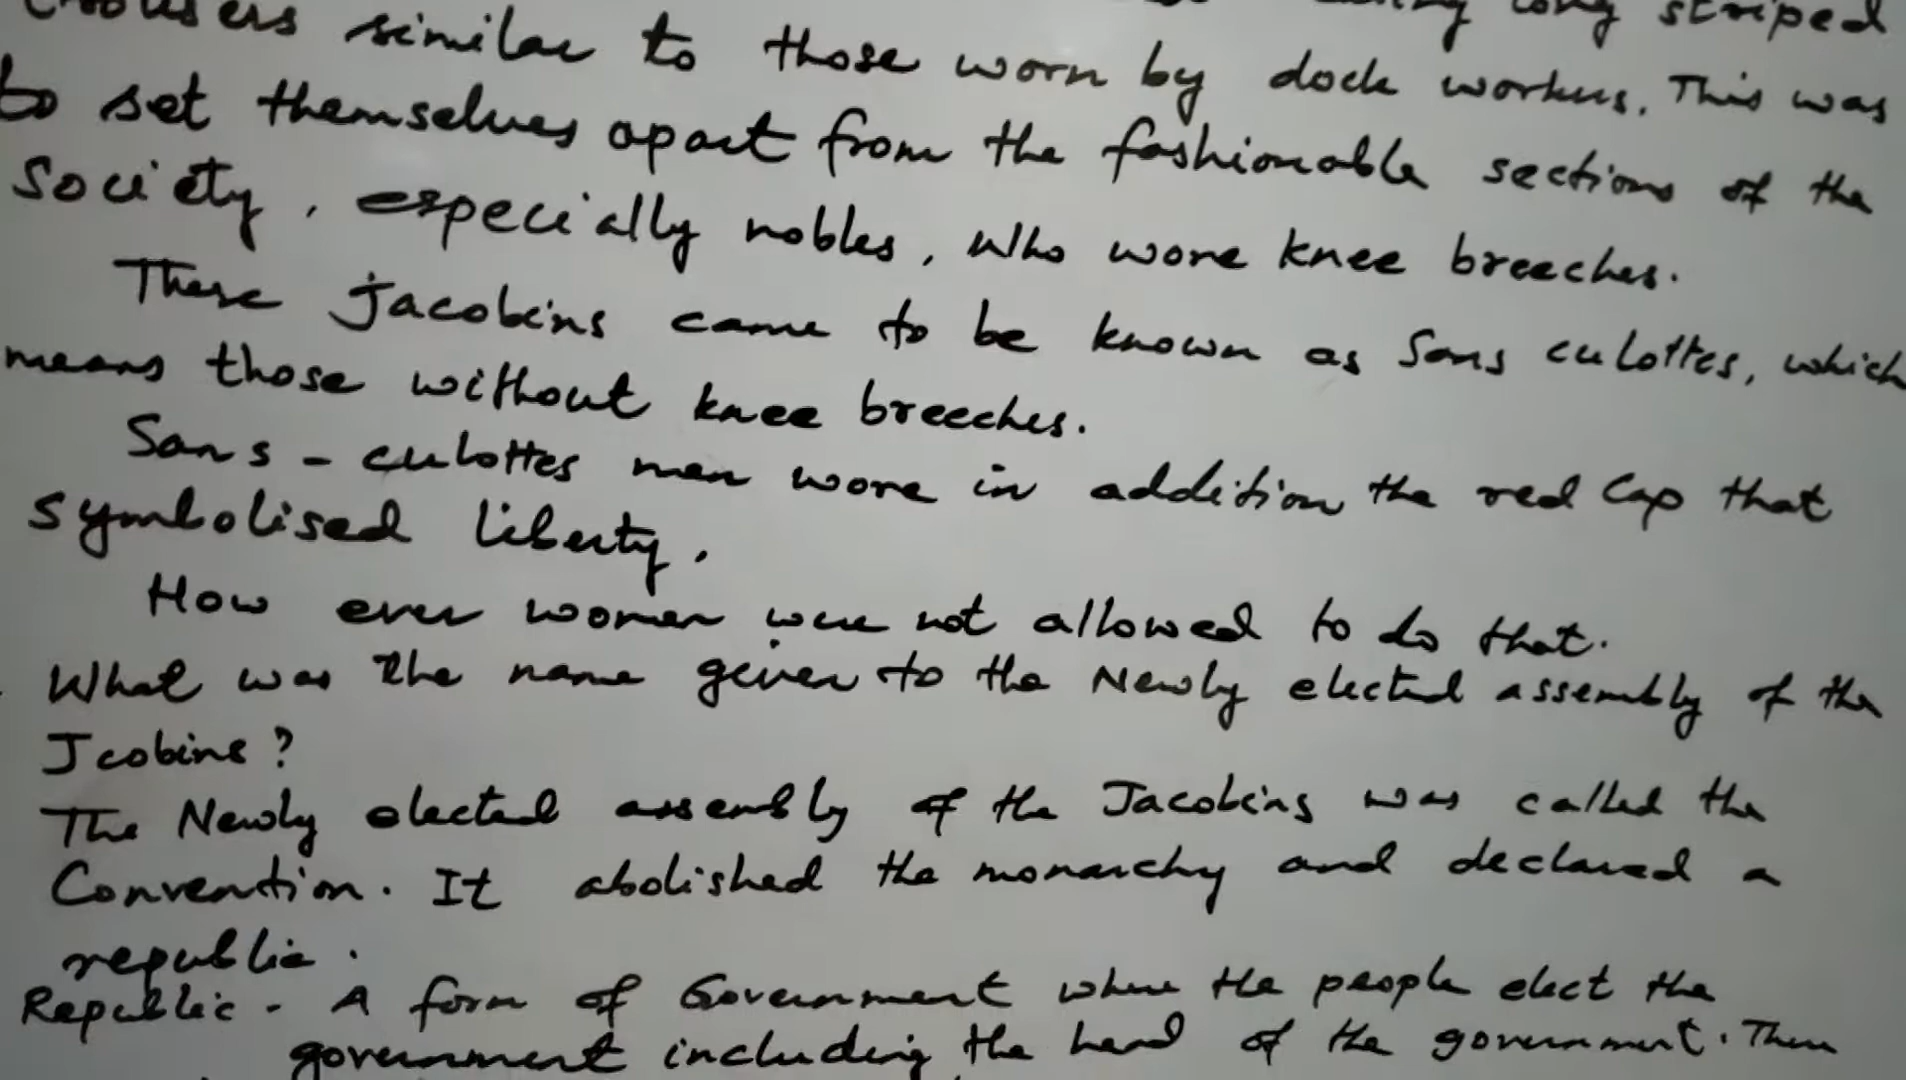 trousers similar to those worn by dock workers. This was
long striped
to set themselves apart from the fashionable sections of the
Society, especially nobles, who wore knee breeches.
These Jacobins came to be known as Sans culottes, which
means those without knee breeches.
Sans - culottes men wore in addition the red Cap that
symbolised liberty.
How ever women were not allowed to do that.
What was the name given to the Newly elected assembly of the
Jcobins?
The Newly elected assembly of the Jacobins was called the
Convention. It abolished the monarchy and declared a
republic.
Republic - A form of Government where the people elect the
government including the head of the government. There